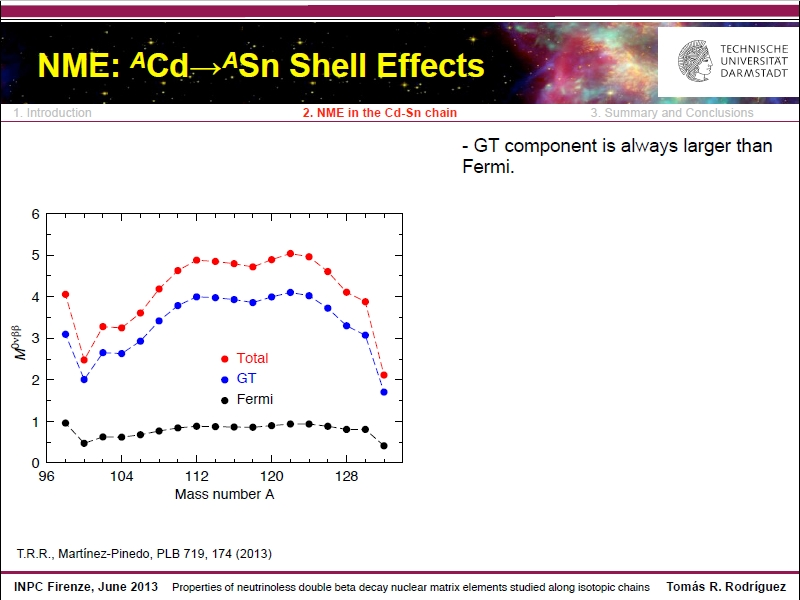 NME: ᴬCd→ᴬSn Shell Effects
TECHNISCHE
UNIVERSITÄT
DARMSTADT
1. Introduction
2. NME in the Cd-Sn chain
3. Summary and Conclusions
- GT component is always larger than
Fermi.
6
5
4
3
2
1
0
M⁰ᵛᵝᵝ
Total
GT
Fermi
96 104 112 120 128
Mass number A
T.R.R., Martínez-Pinedo, PLB 719, 174 (2013)
INPC Firenze, June 2013 Properties of neutrinoless double beta decay nuclear matrix elements studied along isotopic chains Tomás R. Rodríguez